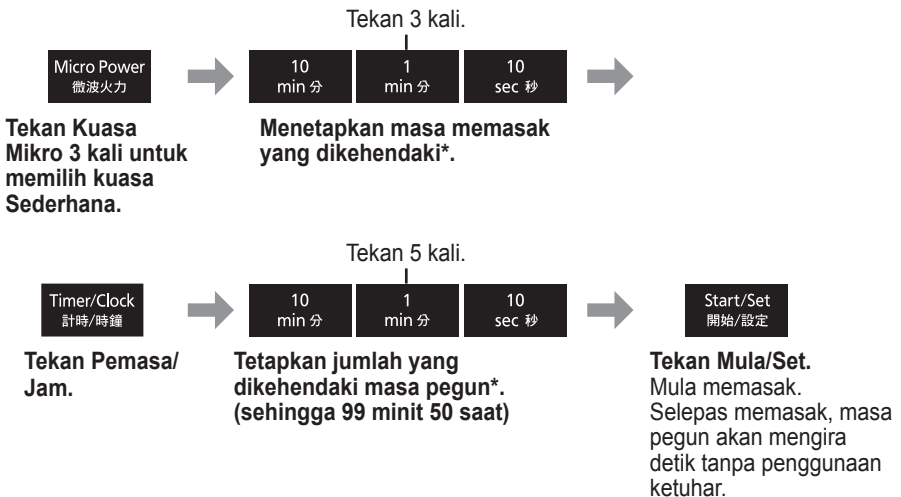 Tekan 3 kali.
Micro Power
微波火力
10
min 分
1
min 分
10
sec 秒
Tekan Kuasa
Mikro 3 kali untuk
memilih kuasa
Sederhana.
Menetapkan masa memasak
yang dikehendaki*.
Tekan 5 kali.
Timer/Clock
計時/時鐘
10
min 分
1
min 分
10
sec 秒
Start/Set
開始/設定
Tekan Pemasa/
Jam.
Tetapkan jumlah yang
dikehendaki masa pegun*.
(sehingga 99 minit 50 saat)
Tekan Mula/Set.
Mula memasak.
Selepas memasak, masa
pegun akan mengira
detik tanpa penggunaan
ketuhar.